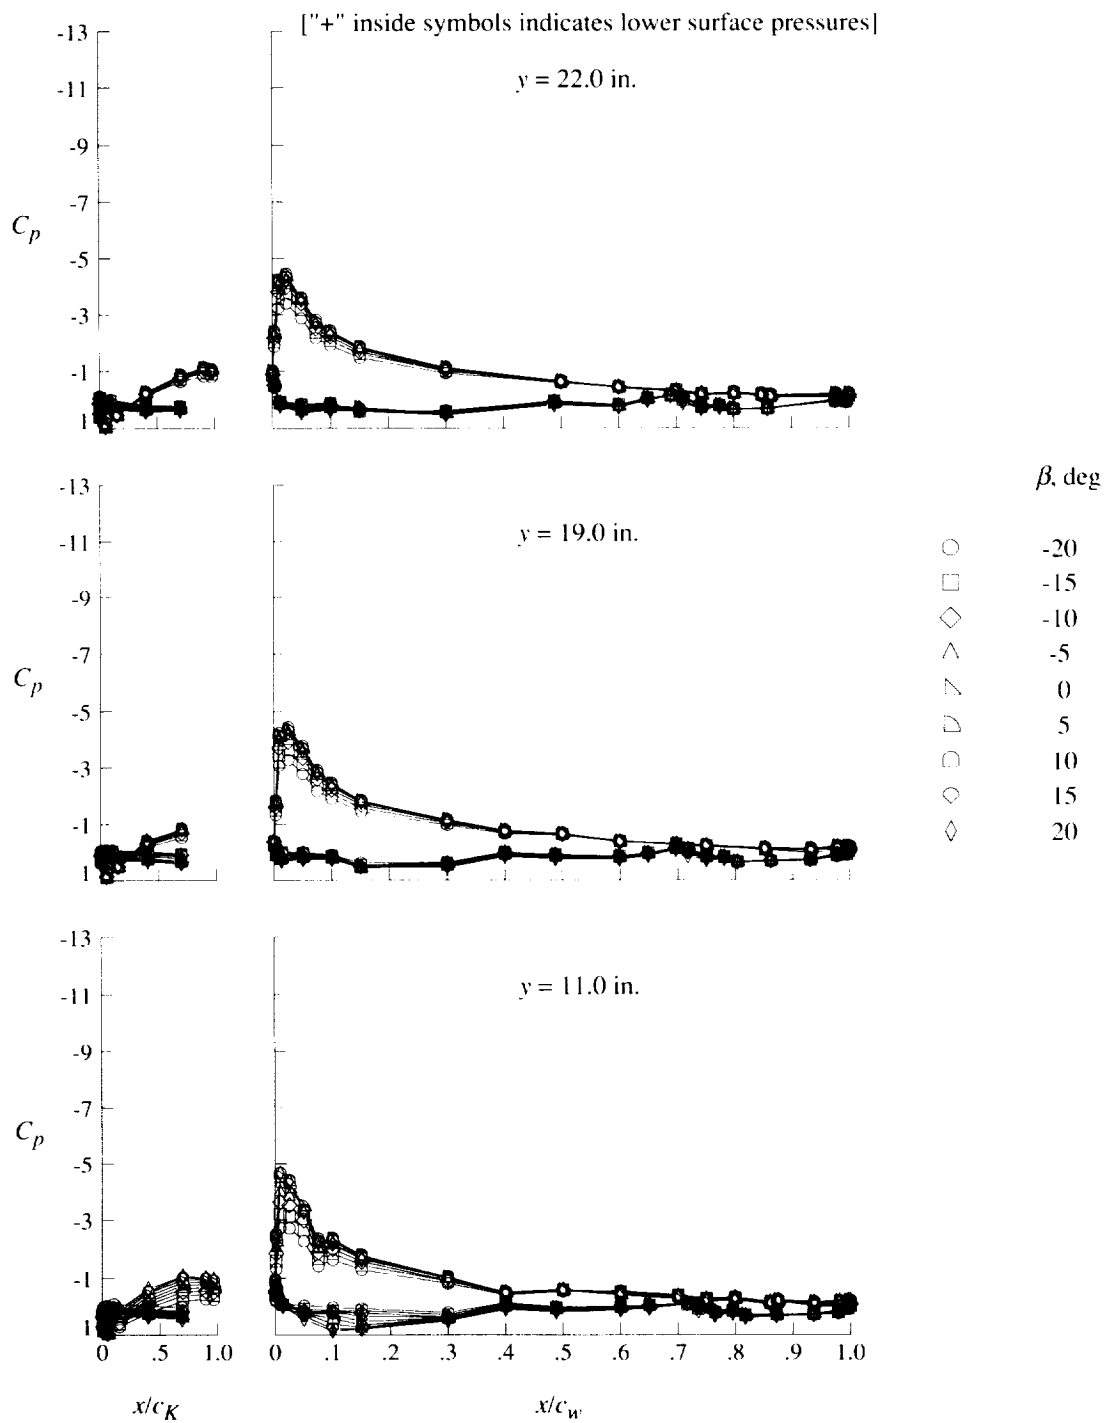 ["+" inside symbols indicates lower surface pressures]
y = 22.0 in.
-13
-11
-9
-7
-5
-3
-1
1
C_p
y = 19.0 in.
-13
-11
-9
-7
-5
-3
-1
1
C_p
β, deg
-20
-15
-10
-5
0
5
10
15
20
y = 11.0 in.
-13
-11
-9
-7
-5
-3
-1
1
C_p
0 .5 1.0
x/c_K
0 .1 .2 .3 .4 .5 .6 .7 .8 .9 1.0
x/c_w